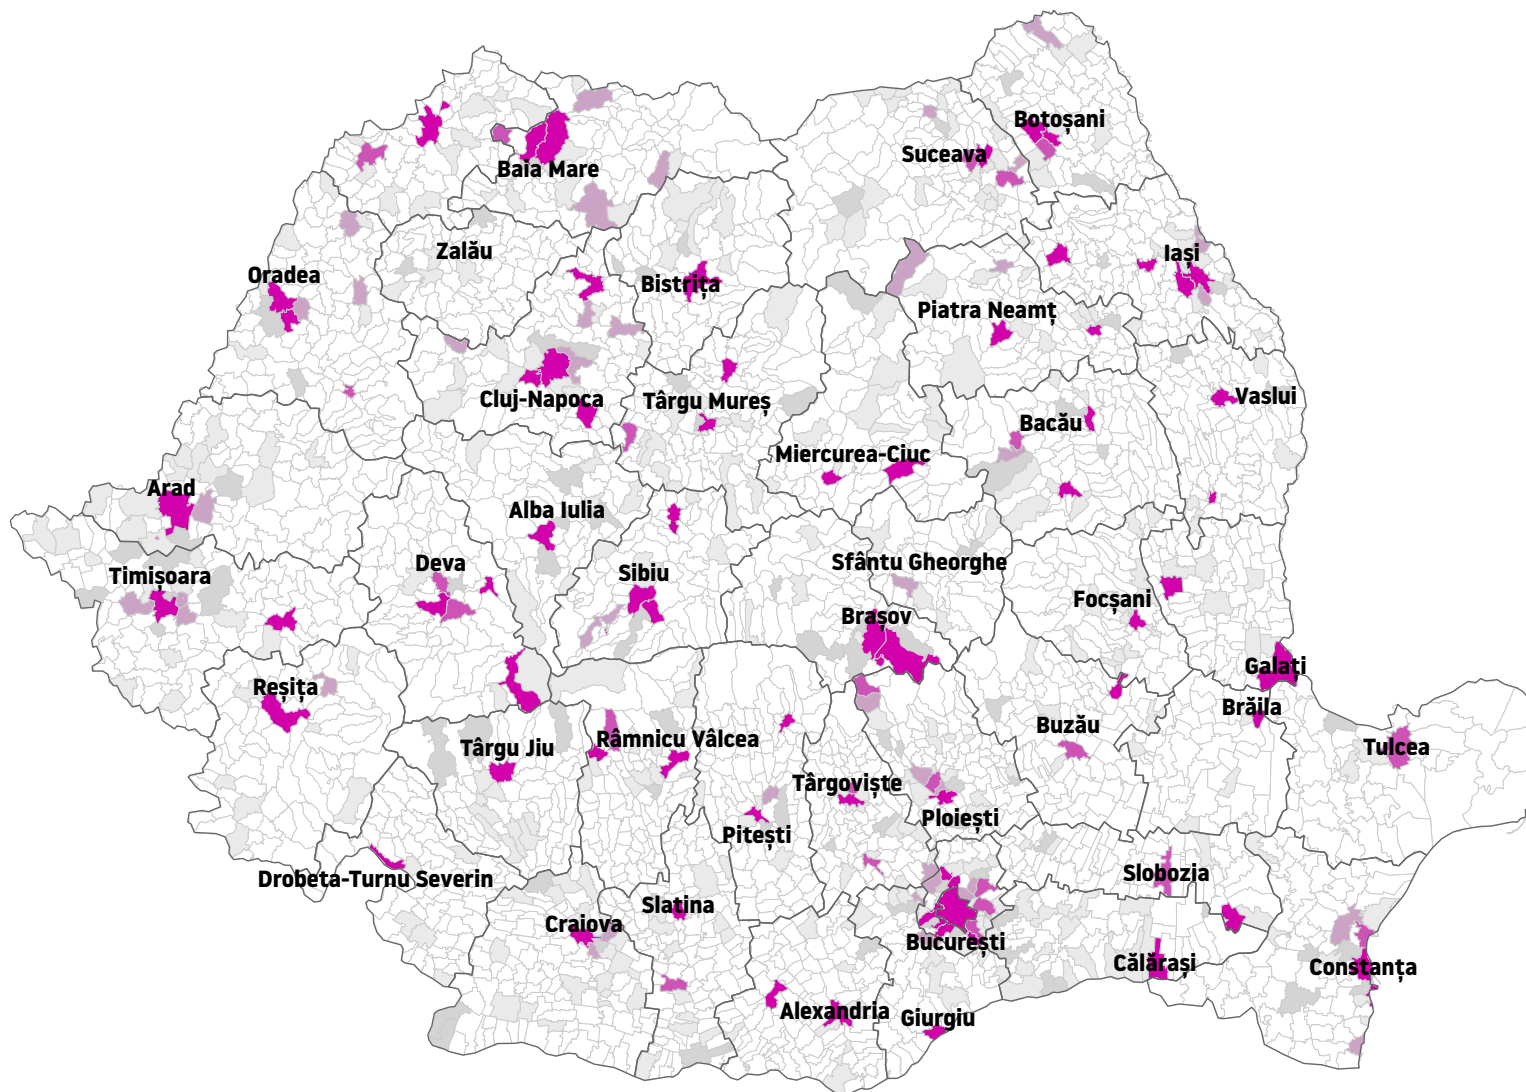 Botoșani
Suceava
Baia Mare
Zalău
Iași
Oradea
Bistrița
Piatra Neamț
Cluj-Napoca
Târgu Mureș
Vaslui
Bacău
Miercurea-Ciuc
Arad
Alba Iulia
Deva
Sfântu Gheorghe
Timișoara
Sibiu
Focșani
Brașov
Galați
Reșița
Brăila
Buzău
Râmnicu Vâlcea
Târgu Jiu
Tulcea
Târgoviște
Ploiești
Pitești
Slobozia
Drobeta-Turnu Severin
Slatina
Craiova
București
Călărași
Constanța
Alexandria
Giurgiu